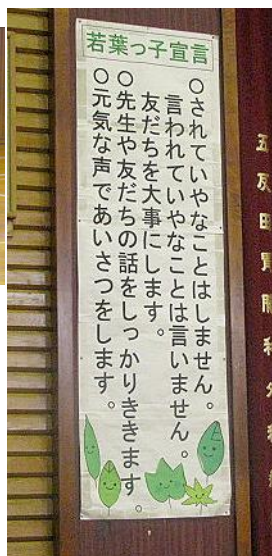 若葉っ子宣言
○されていやなことはしません。
言われていやなことは言いません。
友だちを大事にします。
○先生や友だちの話をしっかりききます。
○元気な声であいさつをします。